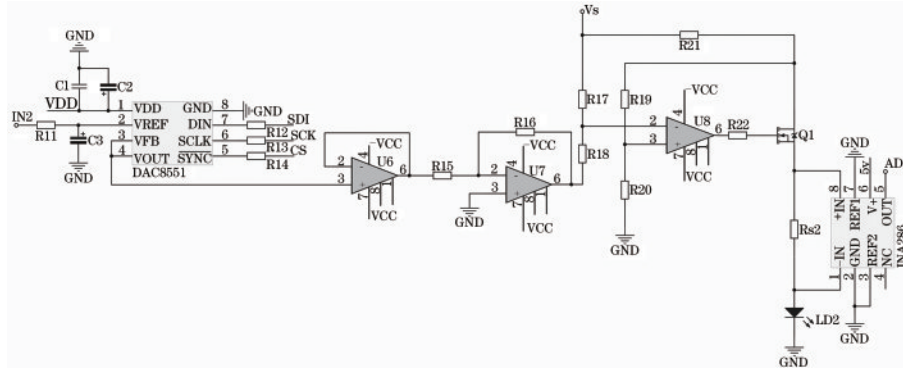 Vs
GND
R21
C1
C2
VDD
IN2
R11
C3
GND
1 VDD GND 8 GND
2 VREF DIN 7 SDI
3 VFB SCLK 6 R12 SCK
4 VOUT SYNC 5 R13 CS
R14
DAC8551
2
3
-VCC
4
U6
6
7
8
1
VCC
R15
R16
2
3
-VCC
4
U7
6
7
8
1
VCC
GND
R17
R18
R19
R20
GND
2
3
-VCC
4
U8
6
7
8
1
VCC
R22
Q1
Rs2
LD2
GND
GND
5v
AD
8 7 6 5
+IN REF1 V+ OUT
IN GND REF2 NC
1 2 3 4
INA286
GND